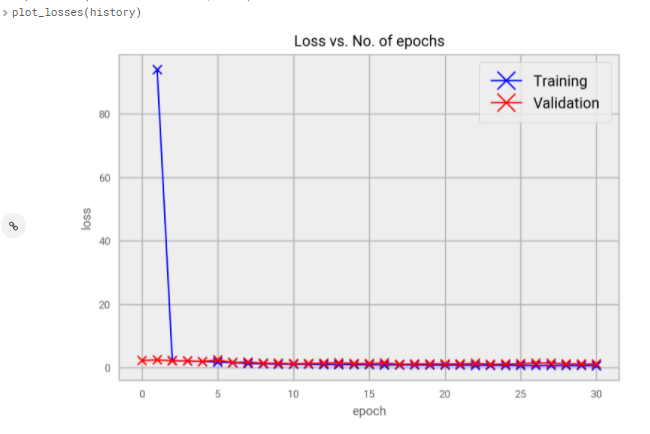 plot_losses(history)
Loss vs. No. of epochs
Training
Validation
80
60
40
20
0
loss
0 5 10 15 20 25 30
epoch